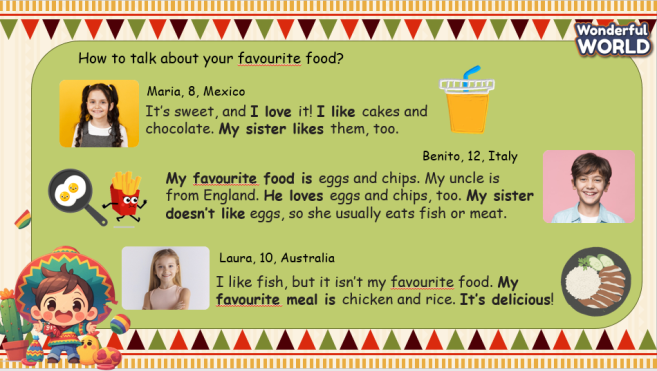 Wonderful
WORLD
How to talk about your favourite food?
Maria, 8, Mexico
It's sweet, and I love it! I like cakes and
chocolate. My sister likes them, too.
Benito, 12, Italy
My favourite food is eggs and chips. My uncle is
from England. He loves eggs and chips, too. My sister
doesn't like eggs, so she usually eats fish or meat.
Laura, 10, Australia
I like fish, but it isn't my favourite food. My
favourite meal is chicken and rice. It's delicious!